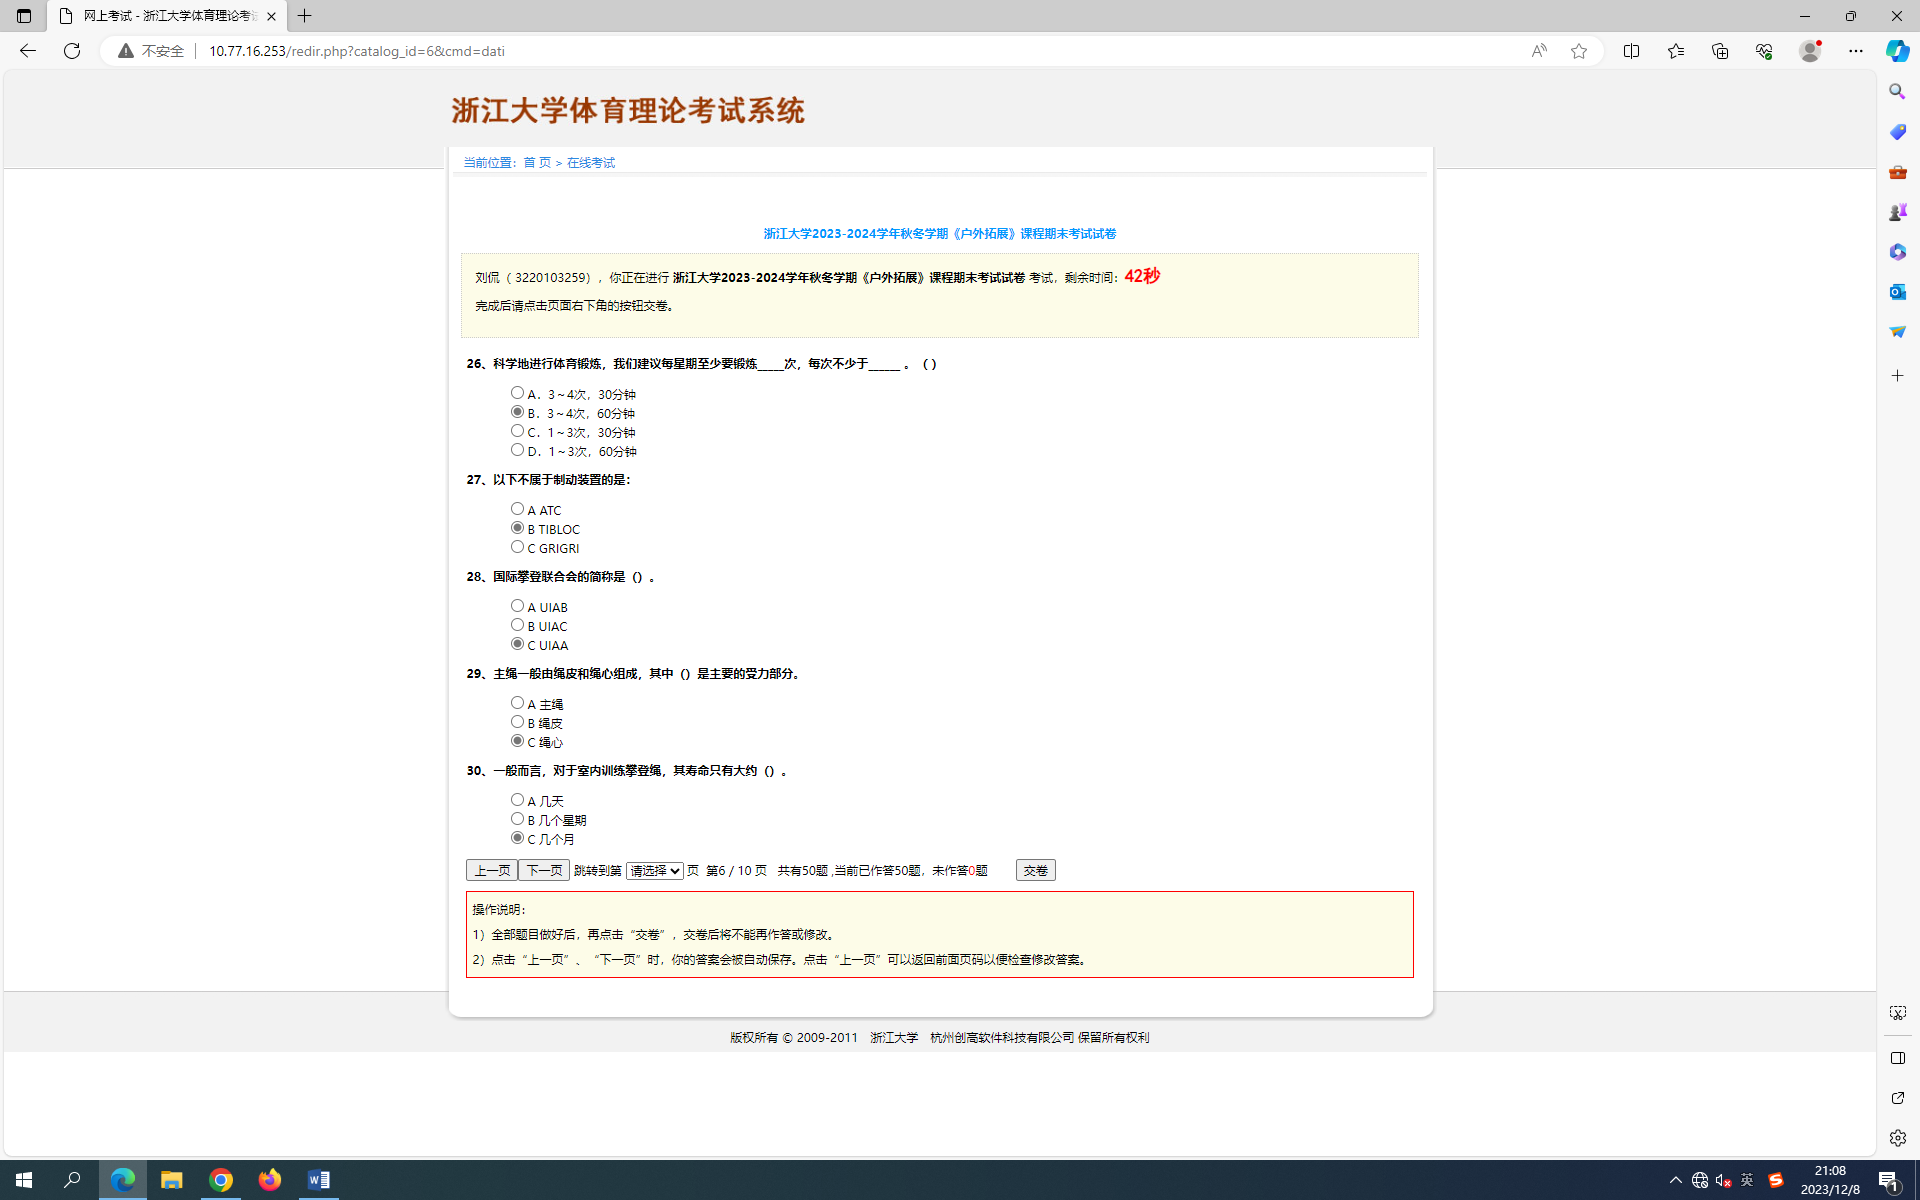 网上考试 - 浙江大学体育理论考试
不安全 10.77.16.253/redir.php?catalog_id=6&cmd=dati
浙江大学体育理论考试系统
当前位置：首 页 > 在线考试
浙江大学2023-2024学年秋冬学期《户外拓展》课程期末考试试卷
刘侃（ 3220103259），你正在进行 浙江大学2023-2024学年秋冬学期《户外拓展》课程期末考试试卷 考试，剩余时间：42秒
完成后请点击页面右下角的按钮交卷。
26、科学地进行体育锻炼，我们建议每星期至少要锻炼_____次，每次不少于______ 。（ ）
A．3～4次，30分钟
B．3～4次，60分钟
C．1～3次，30分钟
D．1～3次，60分钟
27、以下不属于制动装置的是：
A ATC
B TIBLOC
C GRIGRI
28、国际攀登联合会的简称是（）。
A UIAB
B UIAC
C UIAA
29、主绳一般由绳皮和绳心组成，其中（）是主要的受力部分。
A 主绳
B 绳皮
C 绳心
30、一般而言，对于室内训练攀登绳，其寿命只有大约（）。
A 几天
B 几个星期
C 几个月
上一页 下一页 跳转到第 请选择 页 第6 / 10 页 共有50题 ,当前已作答50题，未作答0题 交卷
操作说明：
1）全部题目做好后，再点击“交卷”，交卷后将不能再作答或修改。
2）点击“上一页”、“下一页”时，你的答案会被自动保存。点击“上一页”可以返回前面页码以便检查修改答案。
版权所有 © 2009-2011 浙江大学 杭州创高软件科技有限公司 保留所有权利
英
21:08
2023/12/8
1